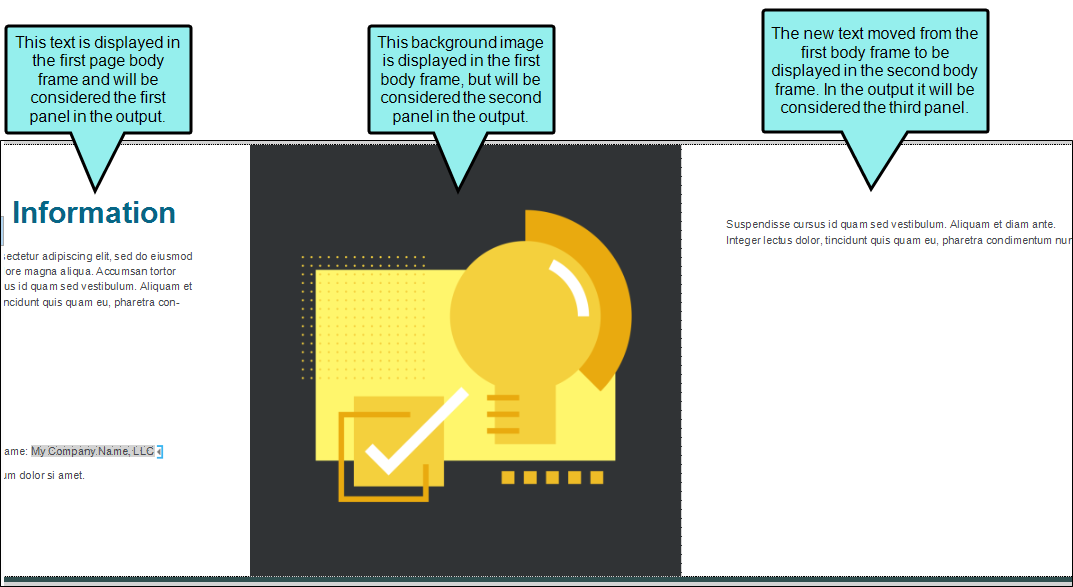 This text is displayed in
the first page body
frame and will be
considered the first
panel in the output.
This background image
is displayed in the first
body frame, but will be
considered the second
panel in the output.
The new text moved from the
first body frame to be
displayed in the second body
frame. In the output it will be
considered the third panel.
Information
adipiscing elit, sed do eiusmod
ore magna aliqua. Accumsan tortor
us id quam sed vestibulum. Aliquam et
ncidunt quis quam eu, pharetra con-
ame: My Company Name, LLC
um dolor si amet.
Suspendisse cursus id quam sed vestibulum. Aliquam et diam ante.
Integer lectus dolor, tincidunt quis quam eu, pharetra condimentum